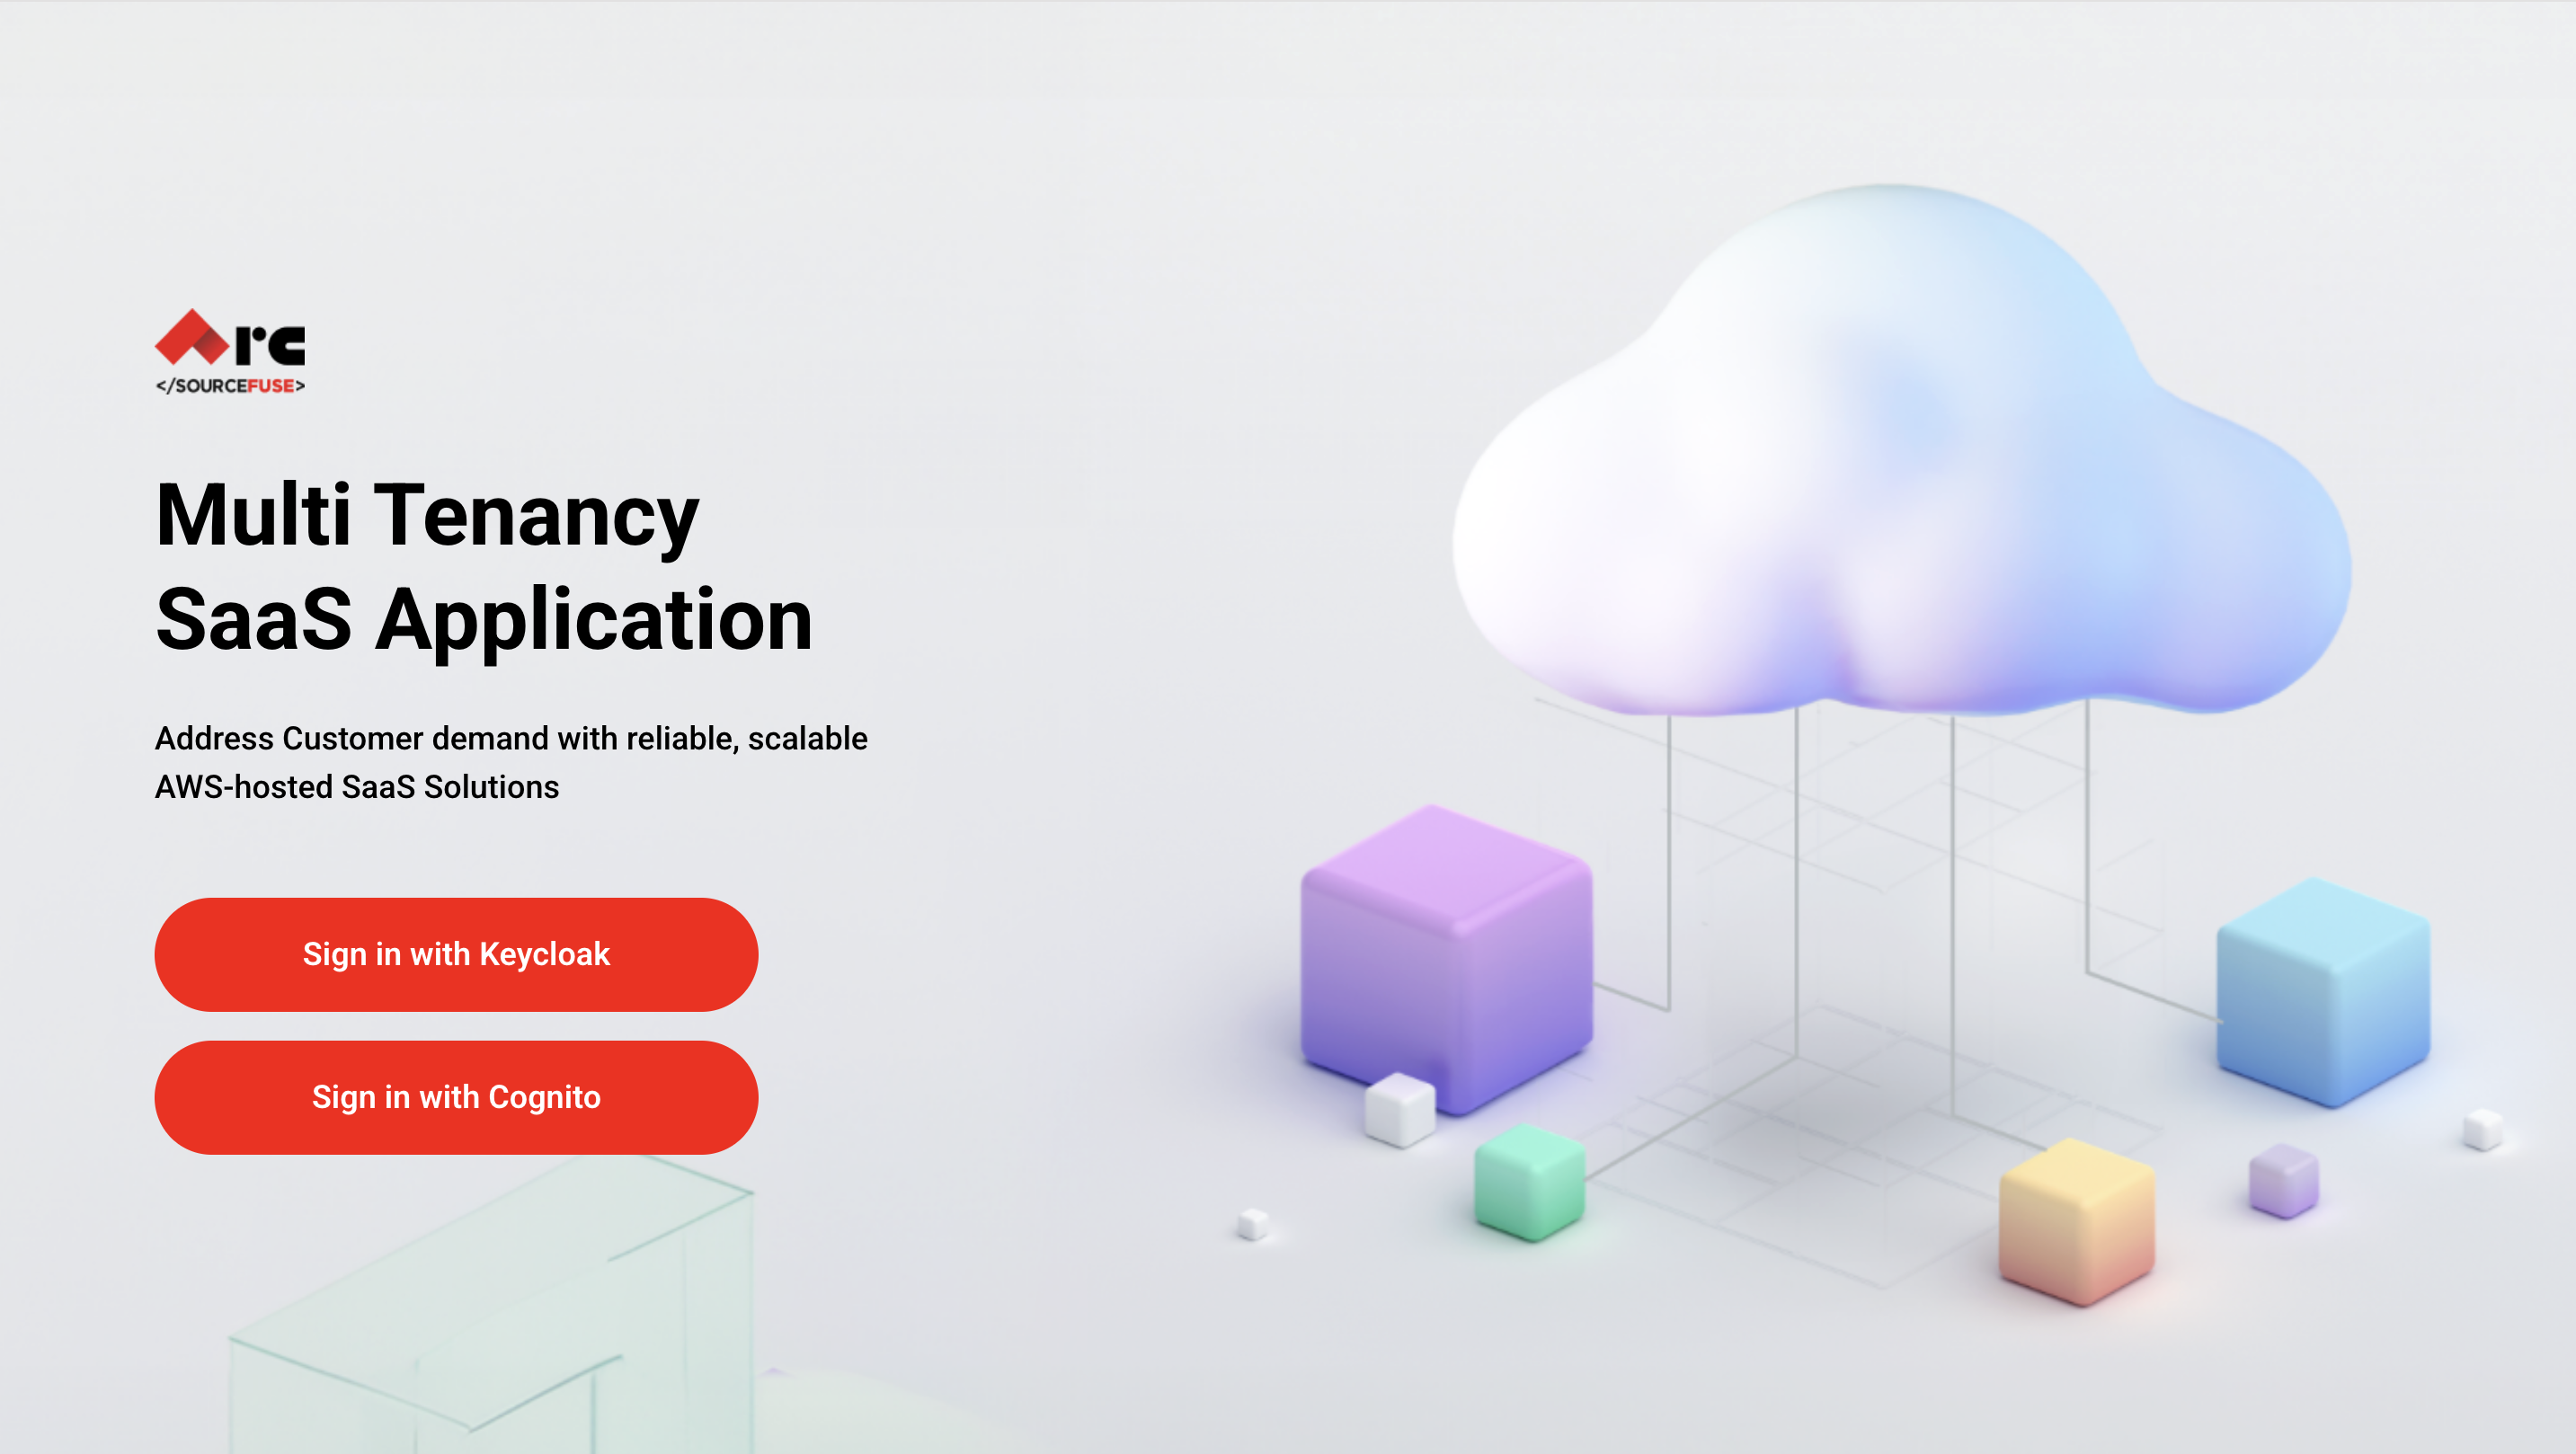 Arc
</SOURCEFUSE>
Multi Tenancy
SaaS Application
Address Customer demand with reliable, scalable
AWS-hosted SaaS Solutions
Sign in with Keycloak
Sign in with Cognito